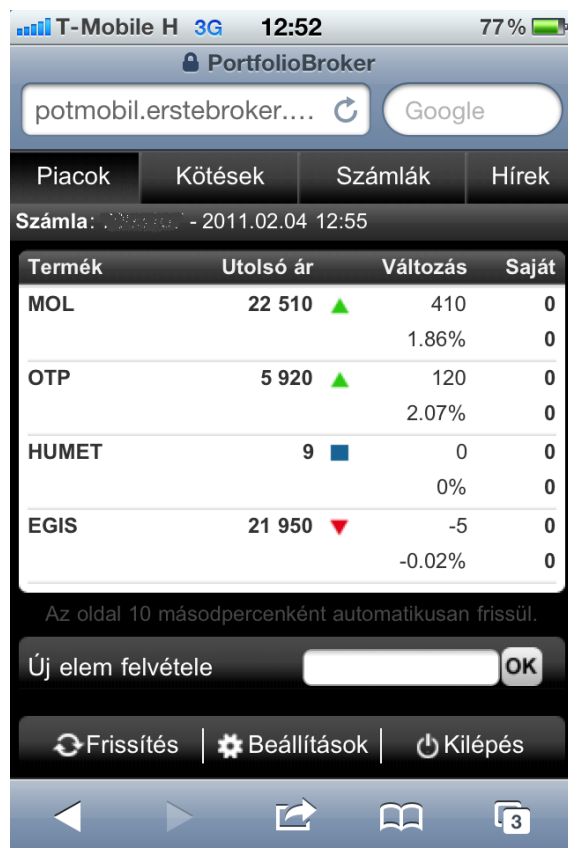 T-Mobile H 3G 12:52 77%
PortfolioBroker
potmobil.erstebroker.... Google
Piacok Kötések Számlák Hírek
Számla: - 2011.02.04 12:55
Termék Utolsó ár Változás Saját
MOL 22 510 410 0
1.86% 0
OTP 5 920 120 0
2.07% 0
HUMET 9 0 0
0% 0
EGIS 21 950 -5 0
-0.02% 0
Az oldal 10 másodpercenként automatikusan frissül.
Új elem felvétele OK
Frissítés Beállítások Kilépés
3